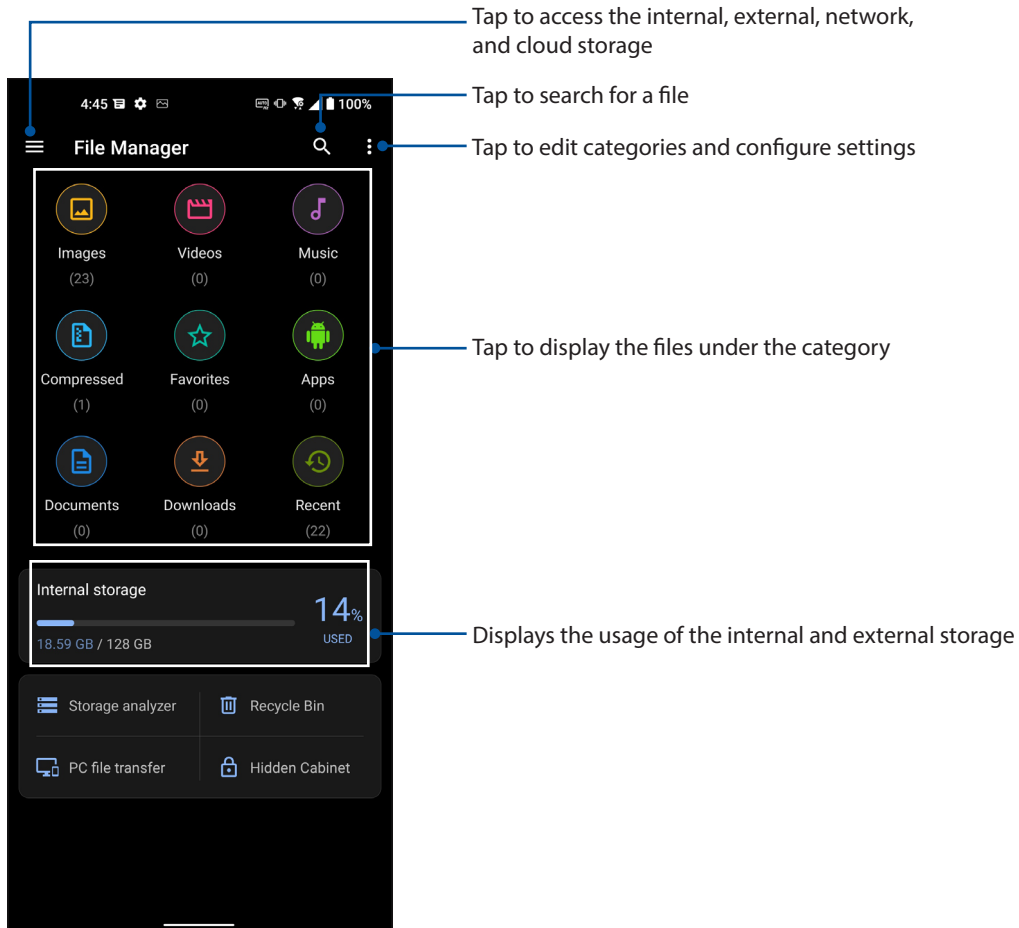 Tap to access the internal, external, network,
and cloud storage
4:45 100%
Tap to search for a file
File Manager
Tap to edit categories and configure settings
Images Videos Music
(23) (0) (0)
Tap to display the files under the category
Compressed Favorites Apps
(1) (0) (0)
Documents Downloads Recent
(0) (0) (22)
Internal storage
14%
18.59 GB / 128 GB USED
Displays the usage of the internal and external storage
Storage analyzer Recycle Bin
PC file transfer Hidden Cabinet